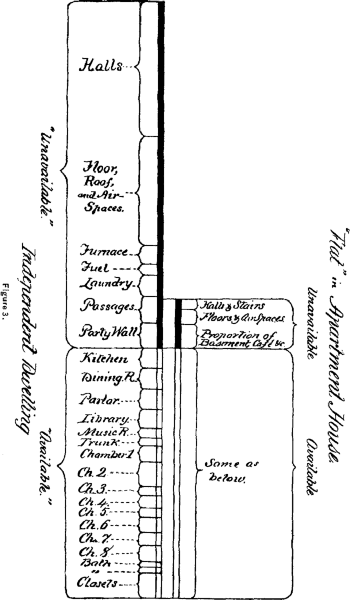 "Flat" in Apartment House.
Unavailable
Available
Halls & Stairs
Floors & Air Spaces
Proportion of
Basement Café &c
Same as
below.
Halls
Floor,
Roof,
and Air
Spaces.
Furnace
Fuel
Laundry
Passages
Party Wall
Kitchen
Dining R.
Parlor
Library
Music R.
Trunk
Chamber 1
Ch. 2
Ch. 3
Ch. 4
Ch. 5
Ch. 6
Ch. 7
Ch. 8
Bath
"
Closets
"Unavailable."
"Available."
Independent Dwelling
Figure 3.